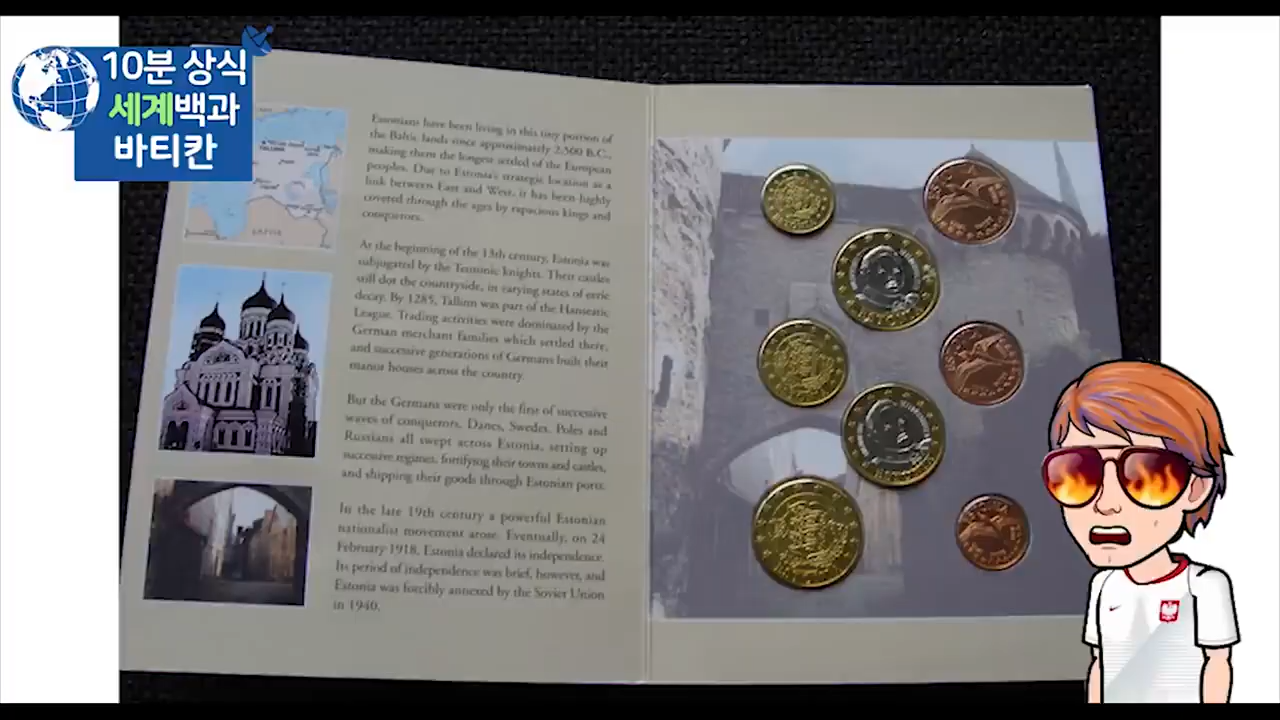 10분 상식
세계백과
바티칸
Estonians have been living in this tiny portion of
the Baltic lands since approximately 2,500 B.C.,
making them the longest settled of the European
peoples. Due to Estonia's strategic location as a
link between East and West, it has been highly
coveted through the ages by rapacious kings and
conquerors.
At the beginning of the 13th century, Estonia was
subjugated by the Teutonic knights. Their castles
still dot the countryside, in varying states of eerie
decay. By 1285, Tallinn was part of the Hanseatic
League. Trading activities were dominated by the
German merchant families which settled there,
and successive generations of Germans built their
manor houses across the country.
But the Germans were only the first of successive
waves of conquerors. Danes, Swedes, Poles and
Russians all swept across Estonia, setting up
successive regimes, fortifying their towns and castles,
and shipping their goods through Estonian ports.
In the late 19th century a powerful Estonian
nationalist movement arose. Eventually, on 24
February 1918, Estonia declared its independence.
Its period of independence was brief, however, and
Estonia was forcibly annexed by the Soviet Union
in 1940.